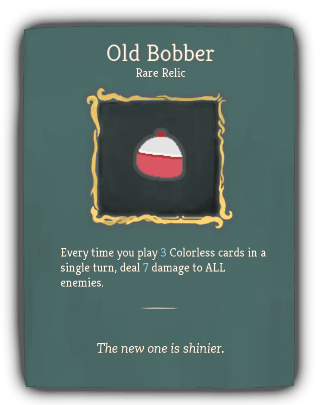 Old Bobber
Rare Relic
Every time you play 3 Colorless cards in a
single turn, deal 7 damage to ALL
enemies.
The new one is shinier.